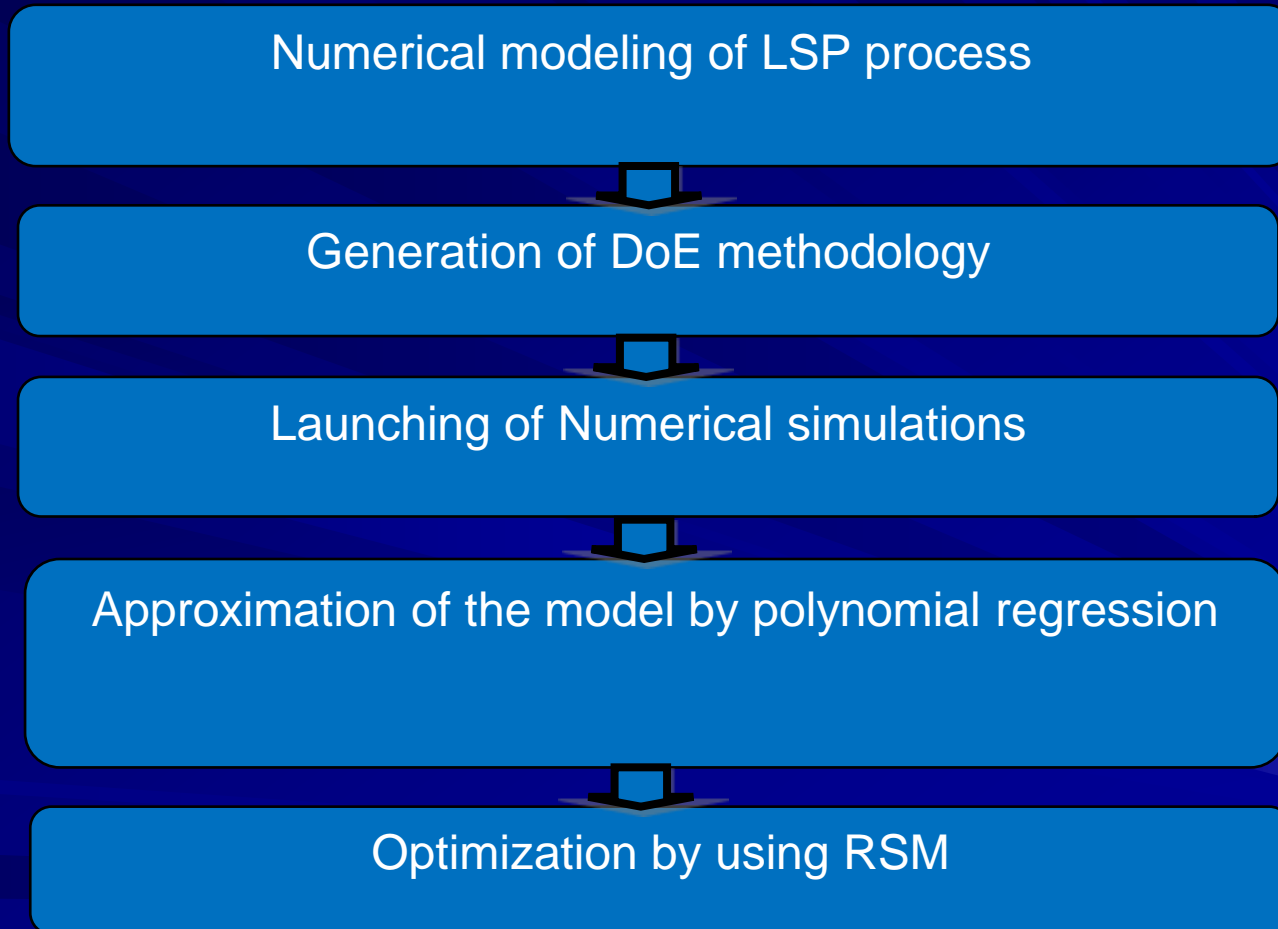 Numerical modeling of LSP process
Generation of DoE methodology
Launching of Numerical simulations
Approximation of the model by polynomial regression
Optimization by using RSM